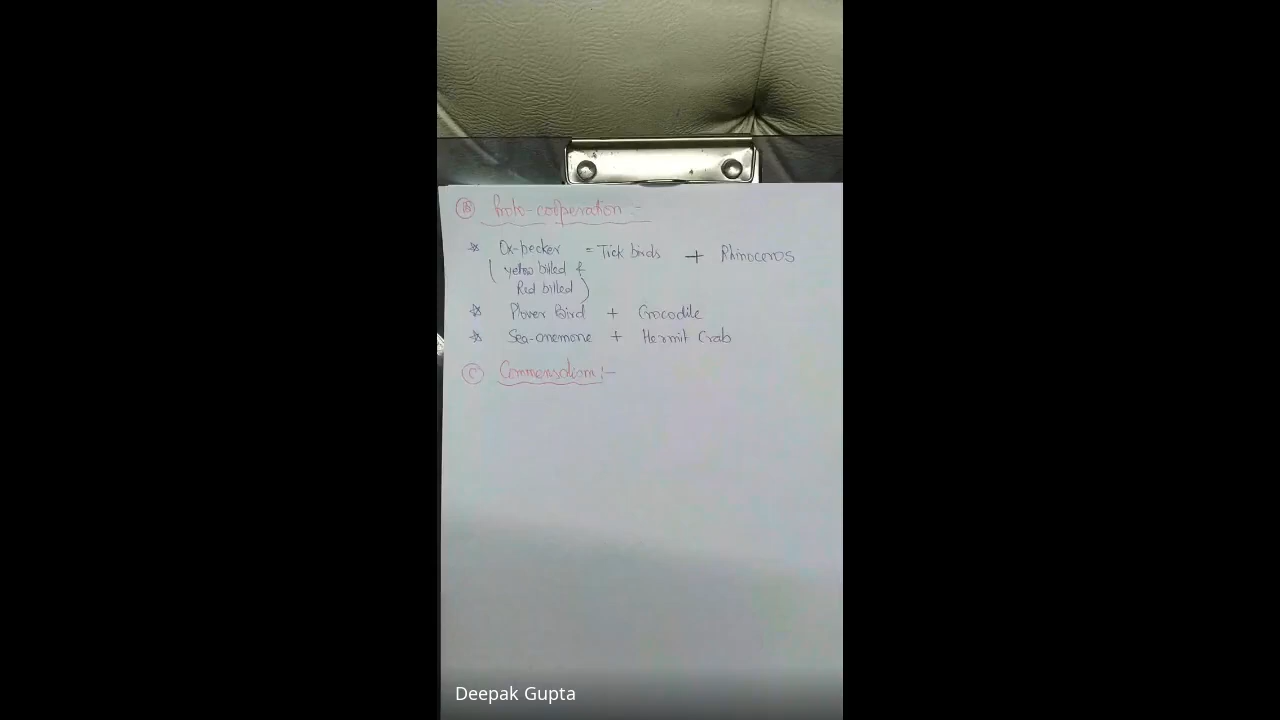 B Proto-cooperation :-
* Ox-pecker = Tick birds + Rhinoceros
( yellow billed &
Red billed )
* Plover Bird + Crocodile
* Sea-anemone + Hermit Crab
C Commensalism :-
Deepak Gupta